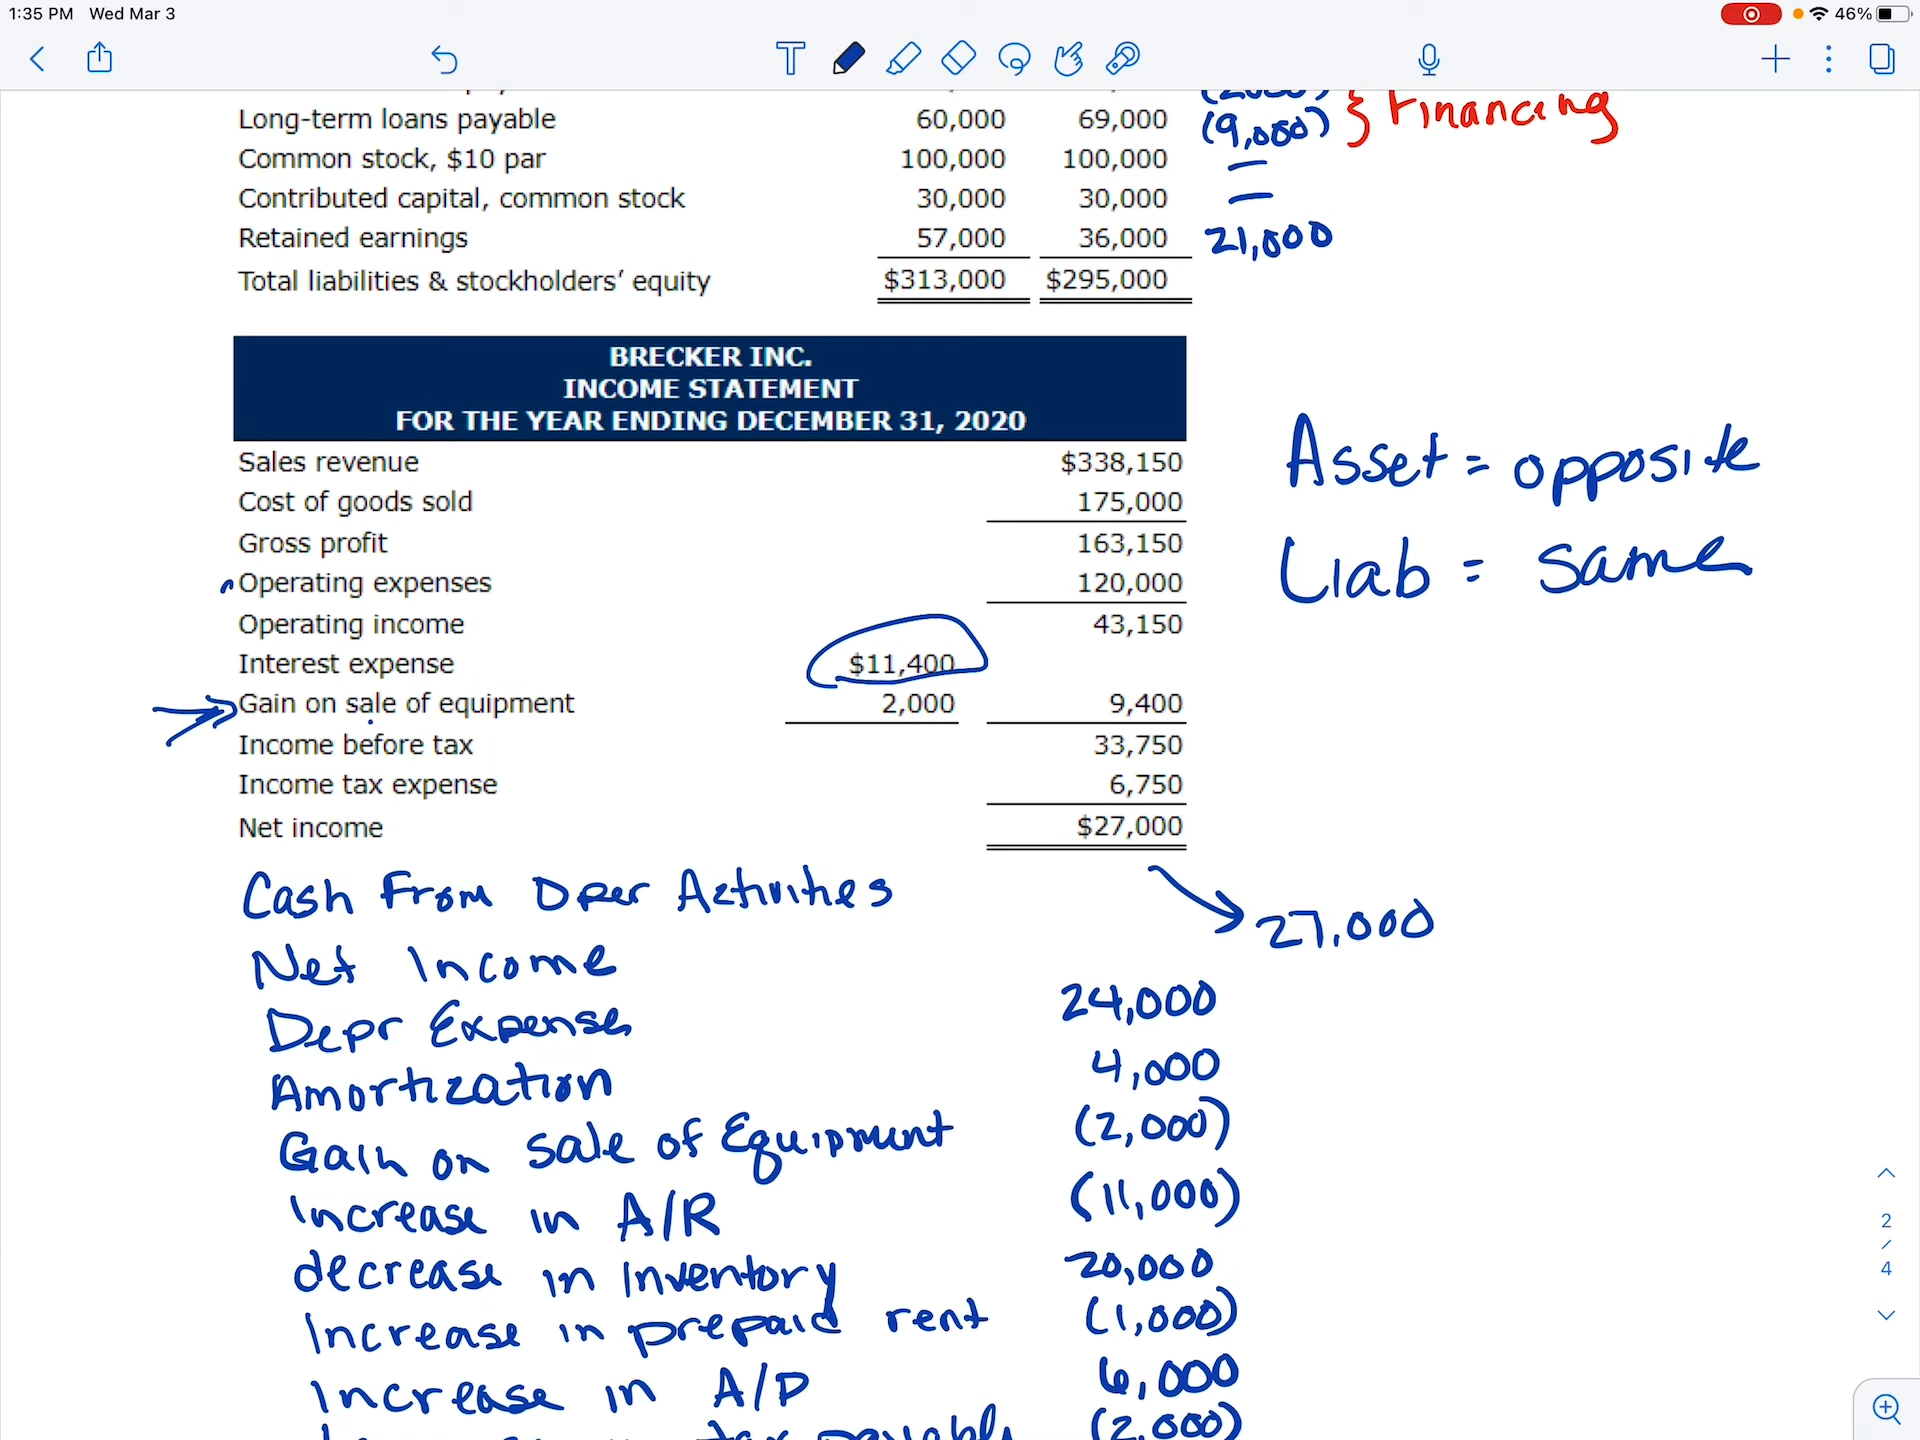 1:35 PM Wed Mar 3 46%
Long-term loans payable 60,000 69,000 (9,000) } Financing
Common stock, $10 par 100,000 100,000 —
Contributed capital, common stock 30,000 30,000 —
Retained earnings 57,000 36,000 21,000
Total liabilities & stockholders’ equity $313,000 $295,000
BRECKER INC.
INCOME STATEMENT
FOR THE YEAR ENDING DECEMBER 31, 2020
Sales revenue $338,150
Cost of goods sold 175,000
Gross profit 163,150
Operating expenses 120,000
Operating income 43,150
Interest expense $11,400
Gain on sale of equipment 2,000 9,400
Income before tax 33,750
Income tax expense 6,750
Net income $27,000
Asset = opposite
Liab = same
Cash From Oper Activities
Net Income 27,000
Depr Expense 24,000
Amortization 4,000
Gain on sale of Equipment (2,000)
Increase in A/R (11,000)
decrease in Inventory 20,000
Increase in prepaid rent (1,000)
Increase in A/P 6,000
tax payable (2,000)
2
/
4